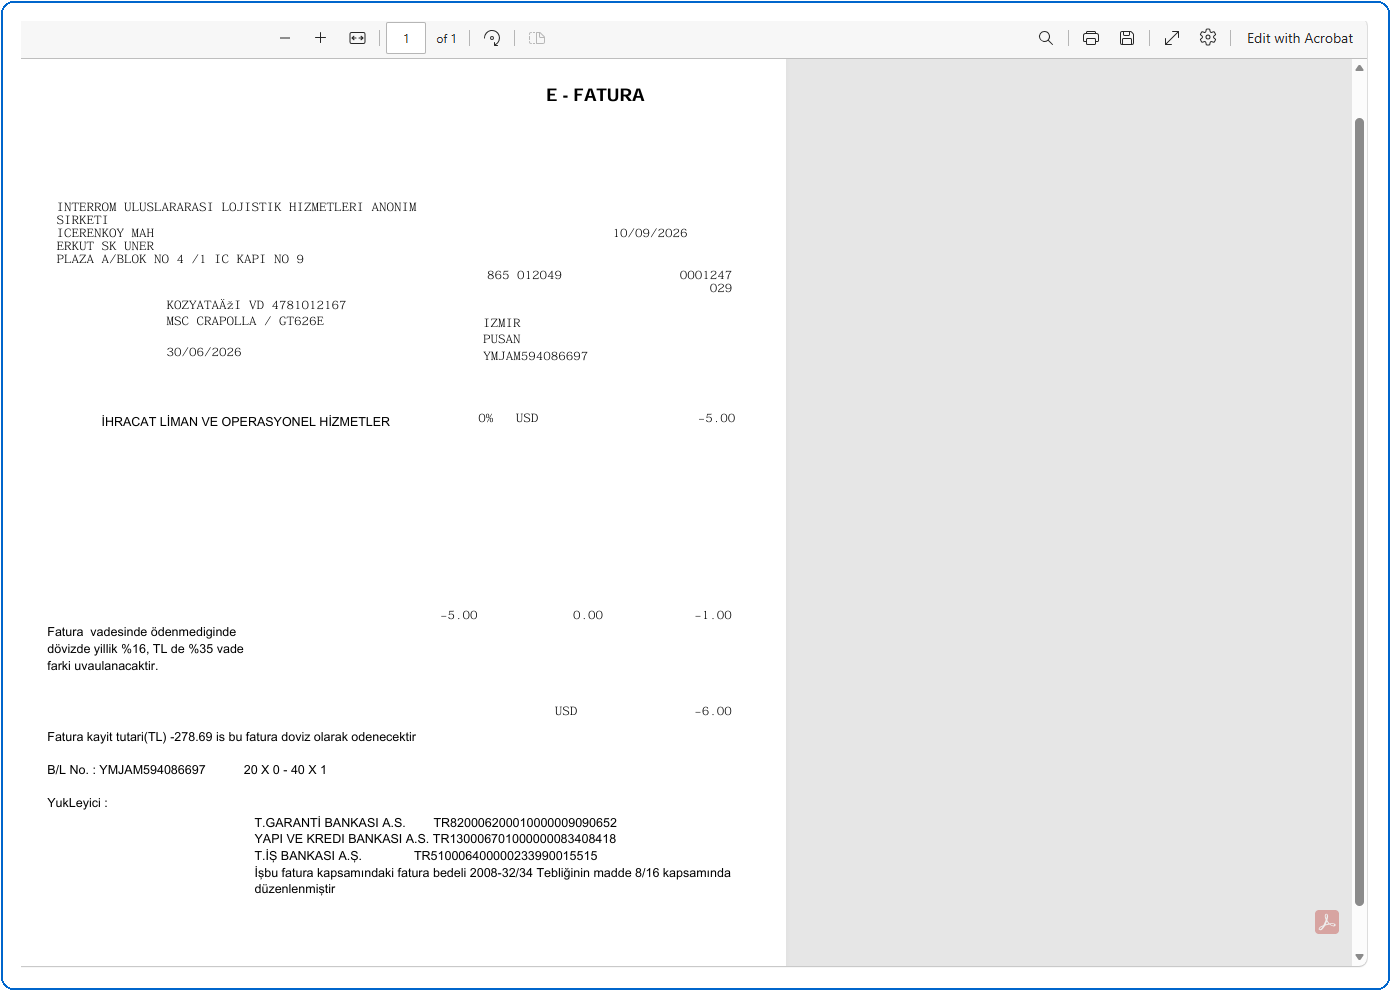 1 of 1 Edit with Acrobat
E - FATURA
INTERROM ULUSLARARASI LOJISTIK HIZMETLERI ANONIM
SIRKETI
ICERENKOY MAH 10/09/2026
ERKUT SK UNER
PLAZA A/BLOK NO 4 /1 IC KAPI NO 9
865 012049 0001247
029
KOZYATAÄžI VD 4781012167
MSC CRAPOLLA / GT626E
IZMIR
PUSAN
30/06/2026
YMJAM594086697
İHRACAT LİMAN VE OPERASYONEL HİZMETLER 0% USD -5.00
-5.00 0.00 -1.00
Fatura vadesinde ödenmediginde
dövizde yillik %16, TL de %35 vade
farki uvaulanacaktir.
USD -6.00
Fatura kayit tutari(TL) -278.69 is bu fatura doviz olarak odenecektir
B/L No. : YMJAM594086697 20 X 0 - 40 X 1
YukLeyici :
T.GARANTİ BANKASI A.S. TR820006200010000009090652
YAPI VE KREDI BANKASI A.S. TR130006701000000083408418
T.İŞ BANKASI A.Ş. TR510006400000233990015515
İşbu fatura kapsamındaki fatura bedeli 2008-32/34 Tebliğinin madde 8/16 kapsamında
düzenlenmiştir